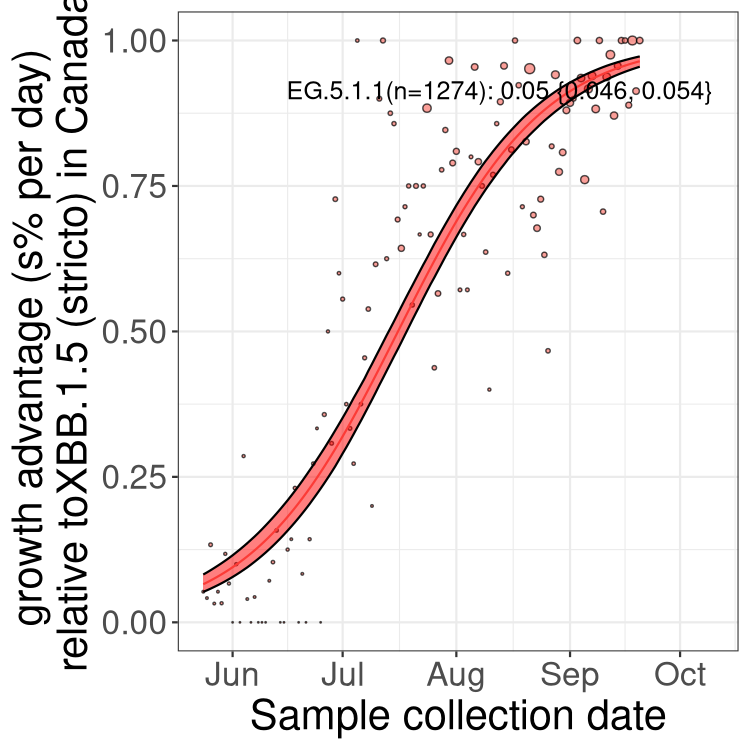 growth advantage (s% per day)
relative toXBB.1.5 (stricto) in Canada
1.00
0.75
0.50
0.25
0.00
EG.5.1.1(n=1274): 0.05 {0.046, 0.054}
Jun Jul Aug Sep Oct
Sample collection date